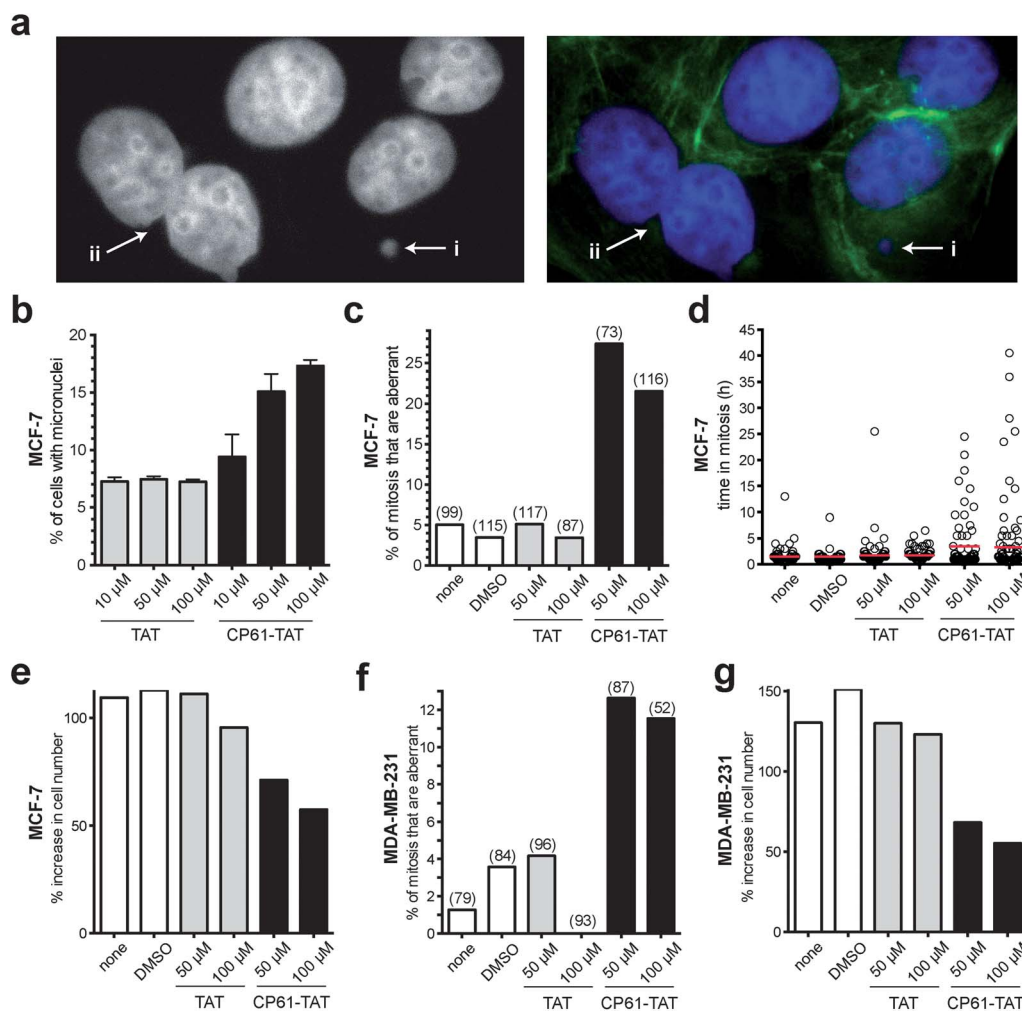 a
ii
i
ii
i
b
MCF-7
% of cells with micronuclei
20
15
10
5
0
10 µM
50 µM
100 µM
10 µM
50 µM
100 µM
TAT
CP61-TAT
c
MCF-7
% of mitosis that are aberrant
25
20
15
10
5
0
(99)
(115)
(117)
(87)
(73)
(116)
none
DMSO
50 µM
100 µM
50 µM
100 µM
TAT
CP61-TAT
d
MCF-7
time in mitosis (h)
45
40
35
30
25
20
15
10
5
0
none
DMSO
50 µM
100 µM
50 µM
100 µM
TAT
CP61-TAT
e
MCF-7
% increase in cell number
100
50
0
none
DMSO
50 µM
100 µM
50 µM
100 µM
TAT
CP61-TAT
f
MDA-MB-231
% of mitosis that are aberrant
12
10
8
6
4
2
0
(79)
(84)
(96)
(93)
(87)
(52)
none
DMSO
50 µM
100 µM
50 µM
100 µM
TAT
CP61-TAT
g
MDA-MB-231
% increase in cell number
150
100
50
0
none
DMSO
50 µM
100 µM
50 µM
100 µM
TAT
CP61-TAT